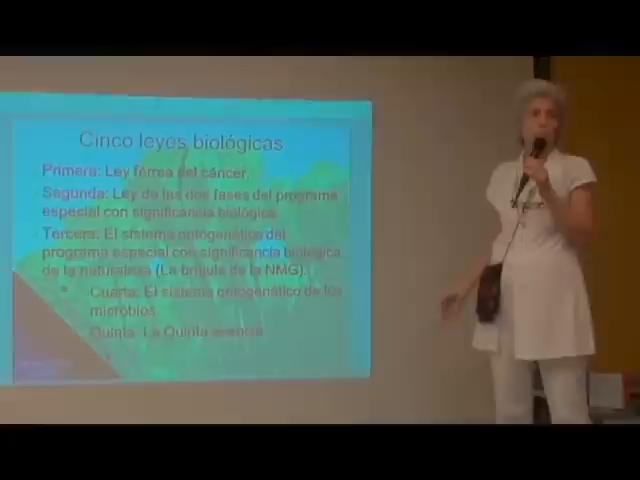 Cinco leyes biológicas
Primera: Ley férrea del cáncer.
Segunda: Ley de las dos fases del programa
especial con significancia biológica.
Tercera: El sistema ontogenético del
programa especial con significancia biológica
de la naturaleza (La brújula de la NMG).
Cuarta: El sistema ontogenático de los
microbios.
Quinta: La Quinta esencia